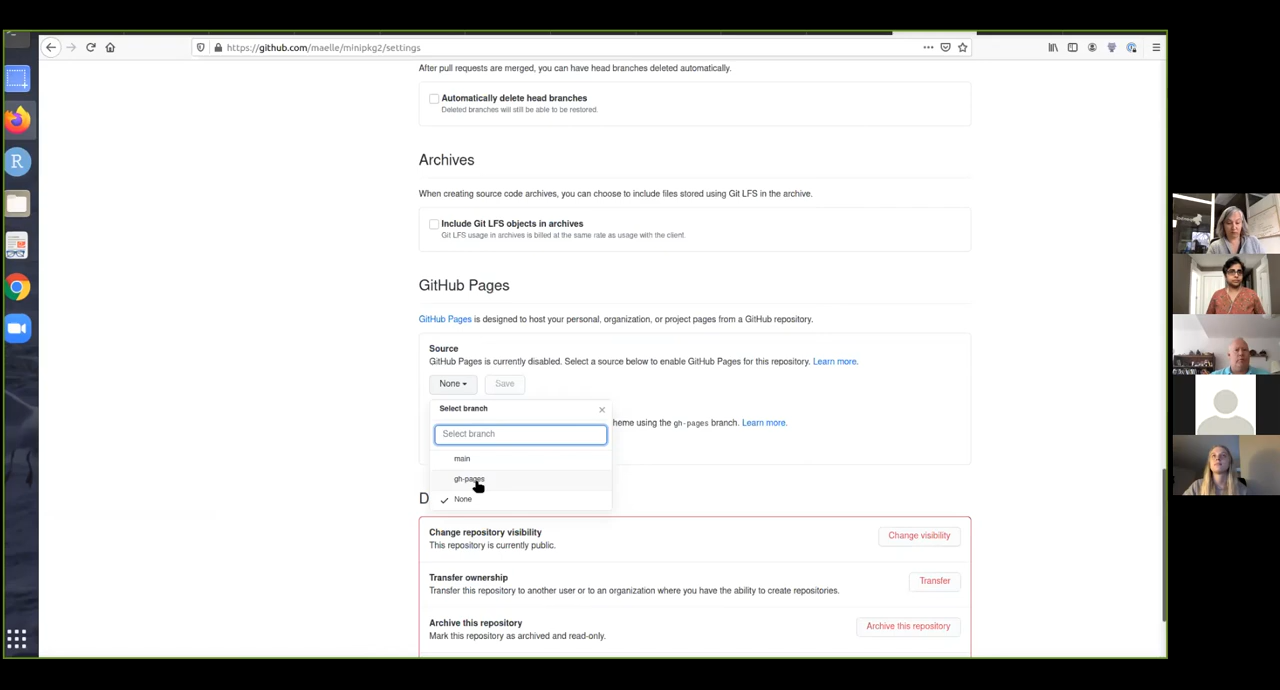 https://github.com/maelle/minipkg2/settings
After pull requests are merged, you can have head branches deleted automatically.
Automatically delete head branches
Deleted branches will still be able to be restored.
Archives
When creating source code archives, you can choose to include files stored using Git LFS in the archive.
Include Git LFS objects in archives
Git LFS usage in archives is billed at the same rate as usage with the client.
GitHub Pages
GitHub Pages is designed to host your personal, organization, or project pages from a GitHub repository.
Source
GitHub Pages is currently disabled. Select a source below to enable GitHub Pages for this repository. Learn more.
None
Save
Select branch
heme using the gh-pages branch. Learn more.
Select branch
main
gh-pages
None
D
Change repository visibility
This repository is currently public.
Change visibility
Transfer ownership
Transfer this repository to another user or to an organization where you have the ability to create repositories.
Transfer
Archive this repository
Mark this repository as archived and read-only.
Archive this repository
R